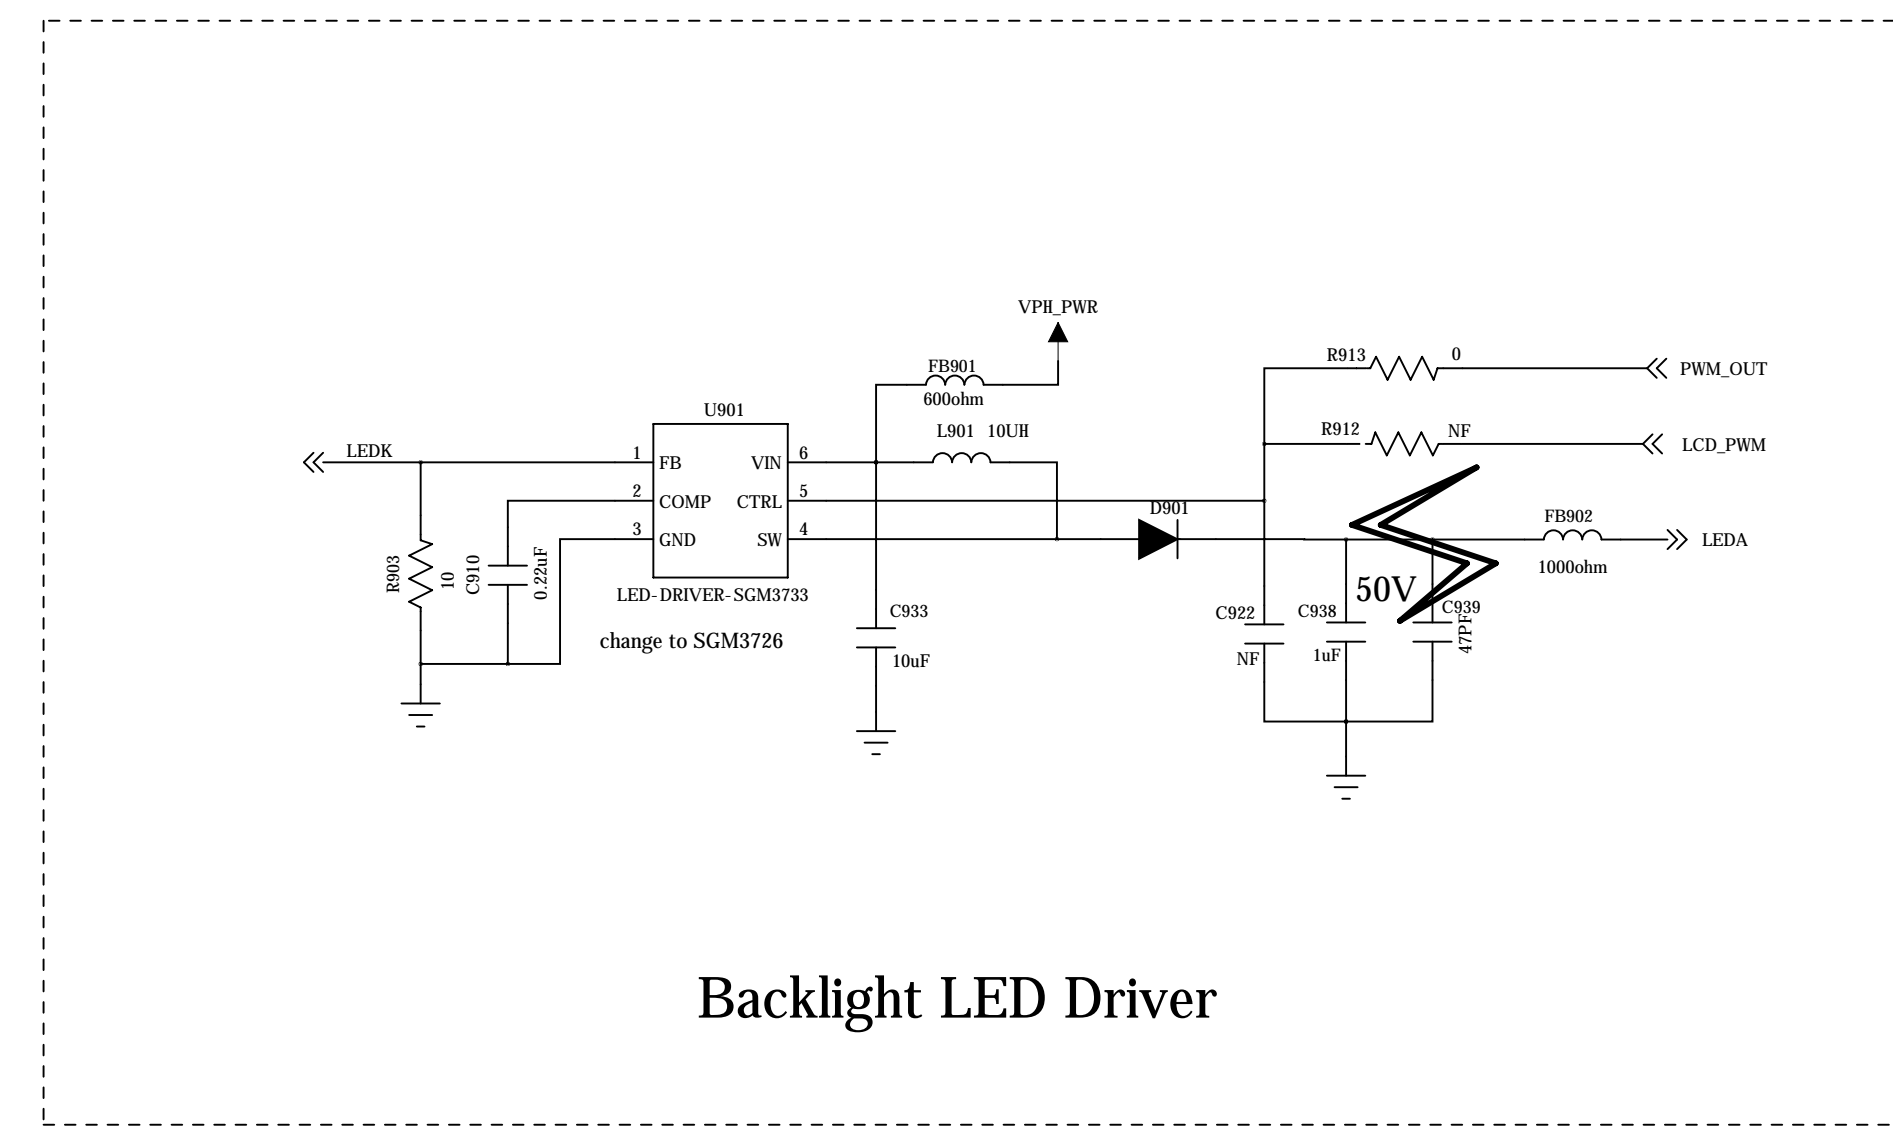 VPH_PWR
FB901
600ohm
R913
0
PWM_OUT
U901
L901 10UH
R912
NF
LCD_PWM
LEDK
1
FB
VIN
6
2
COMP
CTRL
5
3
GND
SW
4
D901
FB902
LEDA
1000ohm
R903
10
C910
0.22uF
LED-DRIVER-SGM3733
change to SGM3726
C933
10uF
50V
C922
NF
C938
1uF
C939
47PF
Backlight LED Driver